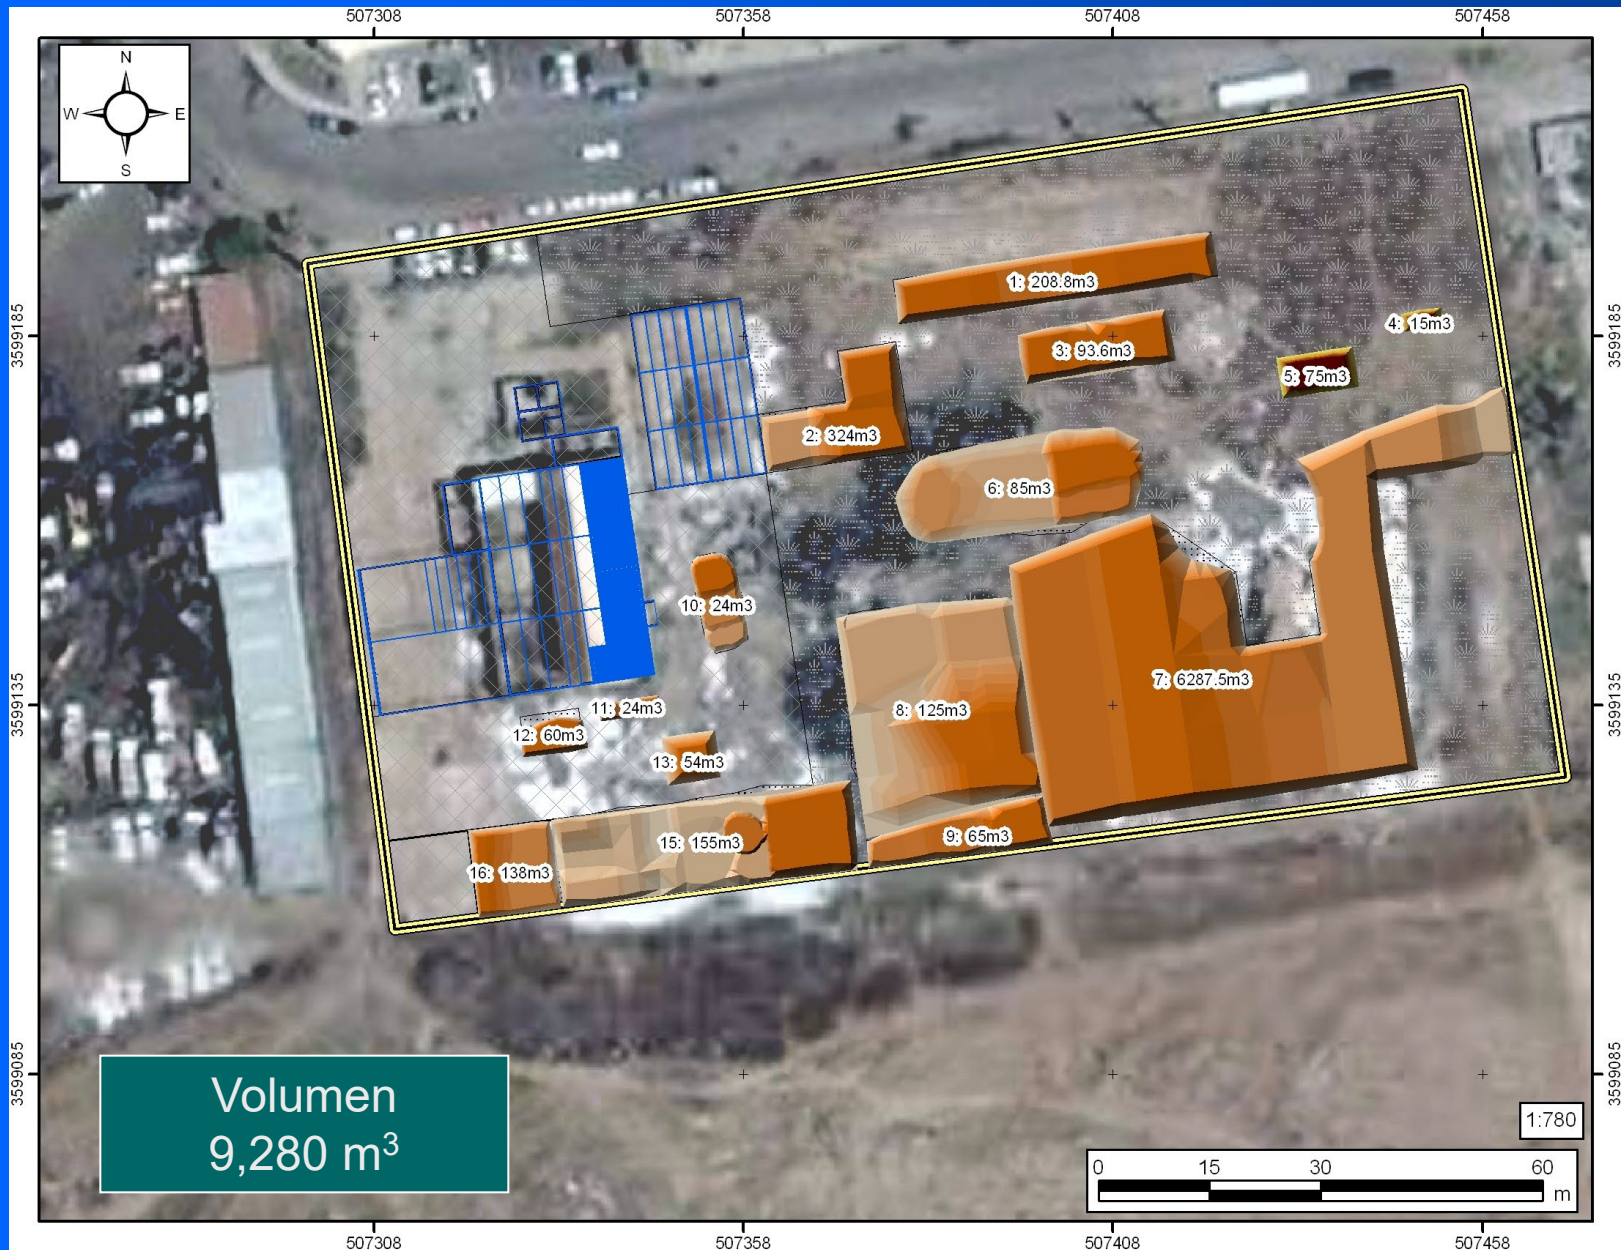 507308 507358 507408 507458
N
W E
S
1: 208.8m3
4: 15m3
3599185 3599185
3: 93.6m3
5: 75m3
2: 324m3
6: 85m3
10: 24m3
7: 6287.5m3
11: 24m3
8: 125m3
3599135 3599135
12: 60m3
13: 54m3
9: 65m3
15: 155m3
16: 138m3
3599085 3599085
Volumen
9,280 m³
1:780
0 15 30 60
m
507308 507358 507408 507458